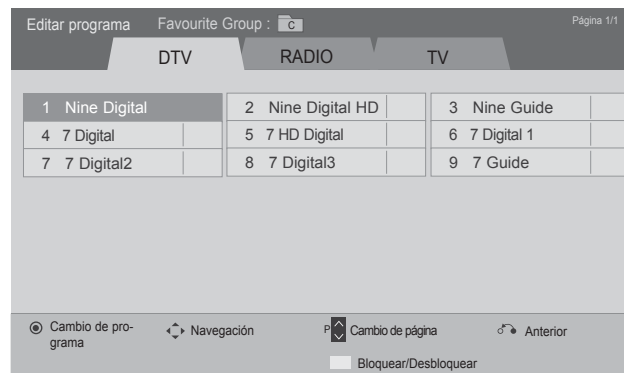 Editar programa Favourite Group : C Página 1/1
DTV RADIO TV
1 Nine Digital 2 Nine Digital HD 3 Nine Guide
4 7 Digital 5 7 HD Digital 6 7 Digital 1
7 7 Digital2 8 7 Digital3 9 7 Guide
Cambio de pro- Navegación P Cambio de página Anterior
grama
Bloquear/Desbloquear